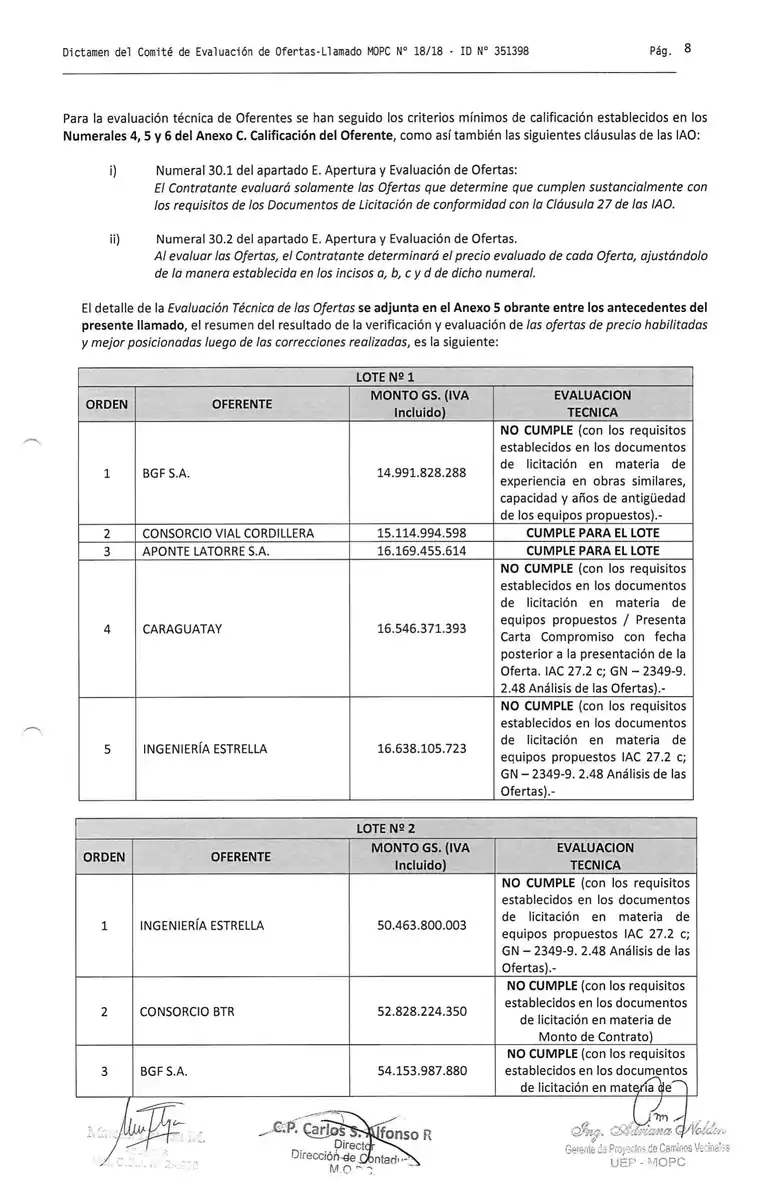 Dictamen del Comité de Evaluación de Ofertas-Llamado MOPC N° 18/18 - ID N° 351398 Pág. 8
Para la evaluación técnica de Oferentes se han seguido los criterios mínimos de calificación establecidos en los
Numerales 4, 5 y 6 del Anexo C. Calificación del Oferente, como así también las siguientes cláusulas de las IAO:
i) Numeral 30.1 del apartado E. Apertura y Evaluación de Ofertas:
El Contratante evaluará solamente las Ofertas que determine que cumplen sustancialmente con
los requisitos de los Documentos de Licitación de conformidad con la Cláusula 27 de las IAO.
ii) Numeral 30.2 del apartado E. Apertura y Evaluación de Ofertas.
Al evaluar las Ofertas, el Contratante determinará el precio evaluado de cada Oferta, ajustándolo
de la manera establecida en los incisos a, b, c y d de dicho numeral.
El detalle de la Evaluación Técnica de las Ofertas se adjunta en el Anexo 5 obrante entre los antecedentes del
presente llamado, el resumen del resultado de la verificación y evaluación de las ofertas de precio habilitadas
y mejor posicionadas luego de las correcciones realizadas, es la siguiente:
LOTE Nº 1
ORDEN OFERENTE MONTO GS. (IVA Incluido) EVALUACION TECNICA
1 BGF S.A. 14.991.828.288 NO CUMPLE (con los requisitos
establecidos en los documentos
de licitación en materia de
experiencia en obras similares,
capacidad y años de antigüedad
de los equipos propuestos).-
2 CONSORCIO VIAL CORDILLERA 15.114.994.598 CUMPLE PARA EL LOTE
3 APONTE LATORRE S.A. 16.169.455.614 CUMPLE PARA EL LOTE
4 CARAGUATAY 16.546.371.393 NO CUMPLE (con los requisitos
establecidos en los documentos
de licitación en materia de
equipos propuestos / Presenta
Carta Compromiso con fecha
posterior a la presentación de la
Oferta. IAC 27.2 c; GN – 2349-9.
2.48 Análisis de las Ofertas).-
5 INGENIERÍA ESTRELLA 16.638.105.723 NO CUMPLE (con los requisitos
establecidos en los documentos
de licitación en materia de
equipos propuestos IAC 27.2 c;
GN – 2349-9. 2.48 Análisis de las
Ofertas).-
LOTE Nº 2
ORDEN OFERENTE MONTO GS. (IVA Incluido) EVALUACION TECNICA
1 INGENIERÍA ESTRELLA 50.463.800.003 NO CUMPLE (con los requisitos
establecidos en los documentos
de licitación en materia de
equipos propuestos IAC 27.2 c;
GN – 2349-9. 2.48 Análisis de las
Ofertas).-
2 CONSORCIO BTR 52.828.224.350 NO CUMPLE (con los requisitos
establecidos en los documentos
de licitación en materia de
Monto de Contrato)
3 BGF S.A. 54.153.987.880 NO CUMPLE (con los requisitos
establecidos en los documentos
de licitación en materia de
C.P. Carlos S. Alfonso R
Director
Dirección de
Ing. Adriana
Gerente de Proyectos de Caminos Vecinales
UEP - MOPC